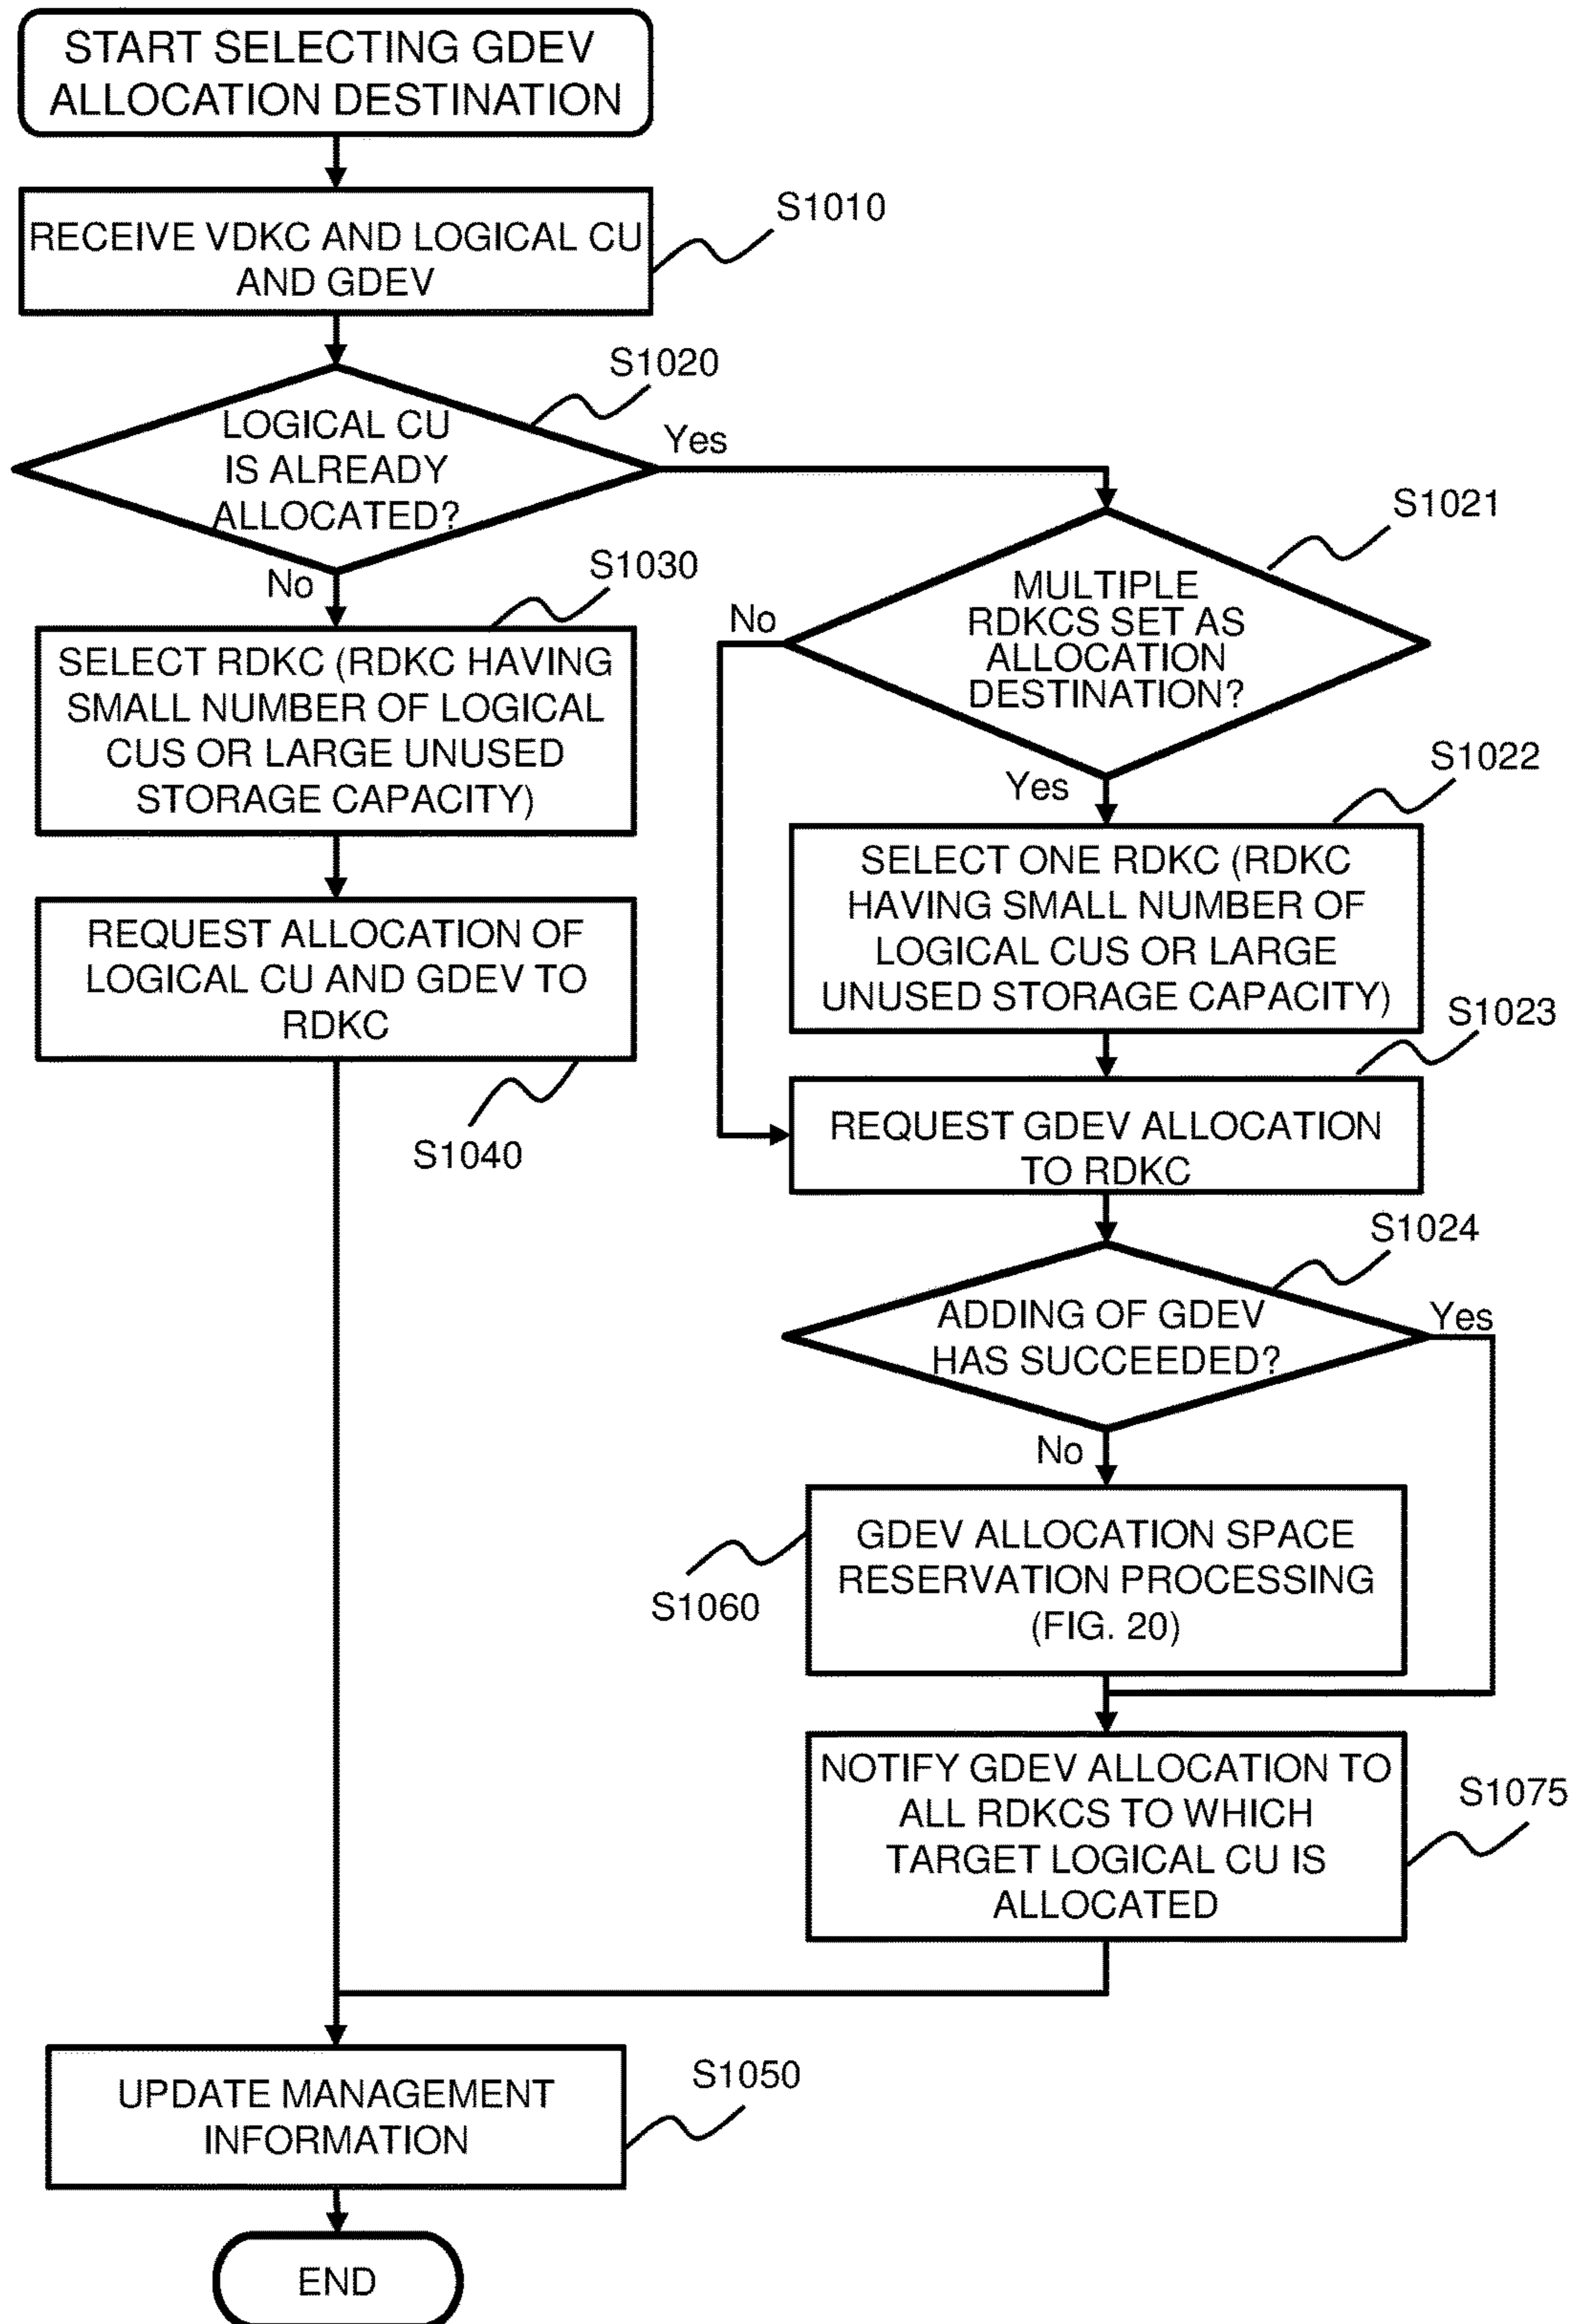 START SELECTING GDEV
ALLOCATION DESTINATION
RECEIVE VDKC AND LOGICAL CU
AND GDEV
S1010
LOGICAL CU
IS ALREADY
ALLOCATED?
S1020
Yes
No
S1030
SELECT RDKC (RDKC HAVING
SMALL NUMBER OF LOGICAL
CUS OR LARGE UNUSED
STORAGE CAPACITY)
REQUEST ALLOCATION OF
LOGICAL CU AND GDEV TO
RDKC
S1040
S1021
MULTIPLE
RDKCS SET AS
ALLOCATION
DESTINATION?
No
Yes
S1022
SELECT ONE RDKC (RDKC
HAVING SMALL NUMBER OF
LOGICAL CUS OR LARGE
UNUSED STORAGE CAPACITY)
S1023
REQUEST GDEV ALLOCATION
TO RDKC
S1024
ADDING OF GDEV
HAS SUCCEEDED?
Yes
No
GDEV ALLOCATION SPACE
RESERVATION PROCESSING
(FIG. 20)
S1060
NOTIFY GDEV ALLOCATION TO
ALL RDKCS TO WHICH
TARGET LOGICAL CU IS
ALLOCATED
S1075
UPDATE MANAGEMENT
INFORMATION
S1050
END